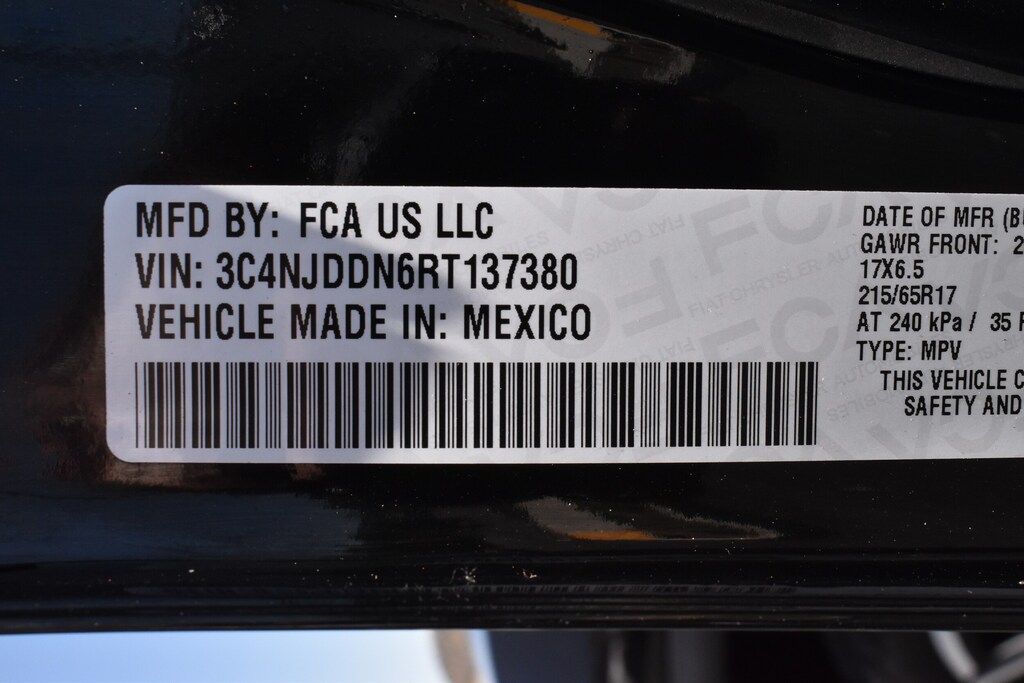 MFD BY: FCA US LLC
VIN: 3C4NJDDN6RT137380
VEHICLE MADE IN: MEXICO
DATE OF MFR
GAWR FRONT: 2
17X6.5
215/65R17
AT 240 kPa / 35
TYPE: MPV
THIS VEHICLE C
SAFETY AND